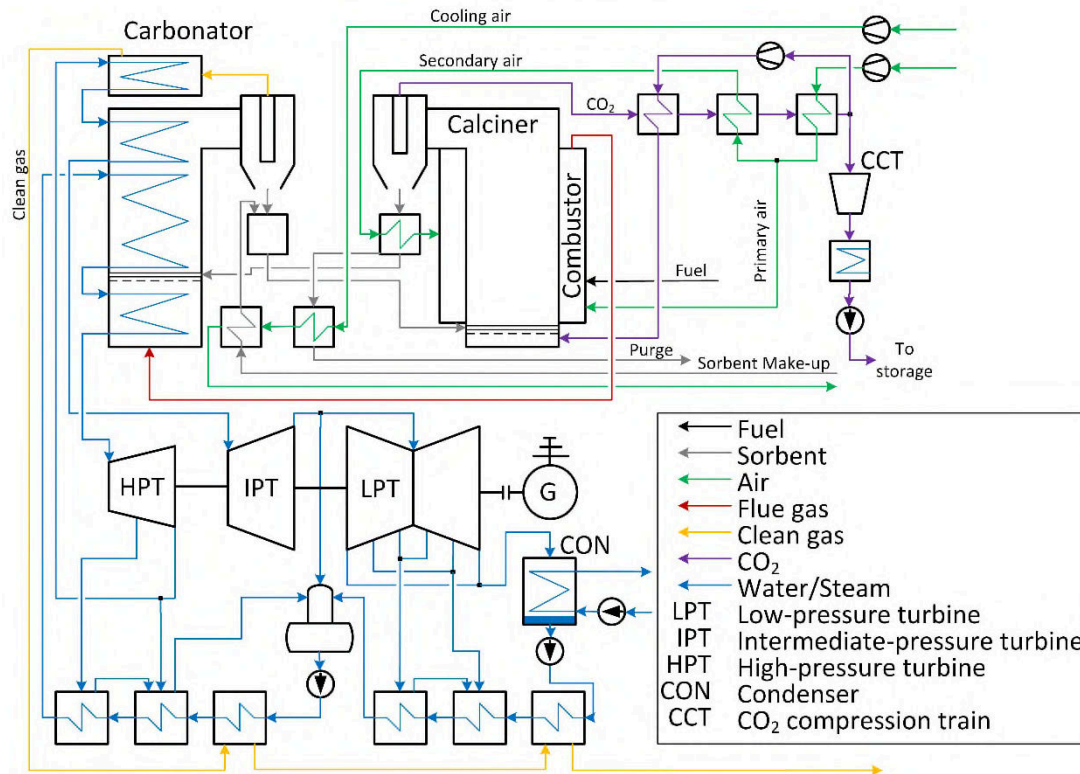 Cooling air
Carbonator
Secondary air
CO₂
Calciner
CCT
Clean gas
Combustor
Primary air
Fuel
Purge
Sorbent Make-up
To
storage
HPT
IPT
LPT
G
CON
Fuel
Sorbent
Air
Flue gas
Clean gas
CO₂
Water/Steam
LPT Low-pressure turbine
IPT Intermediate-pressure turbine
HPT High-pressure turbine
CON Condenser
CCT CO₂ compression train